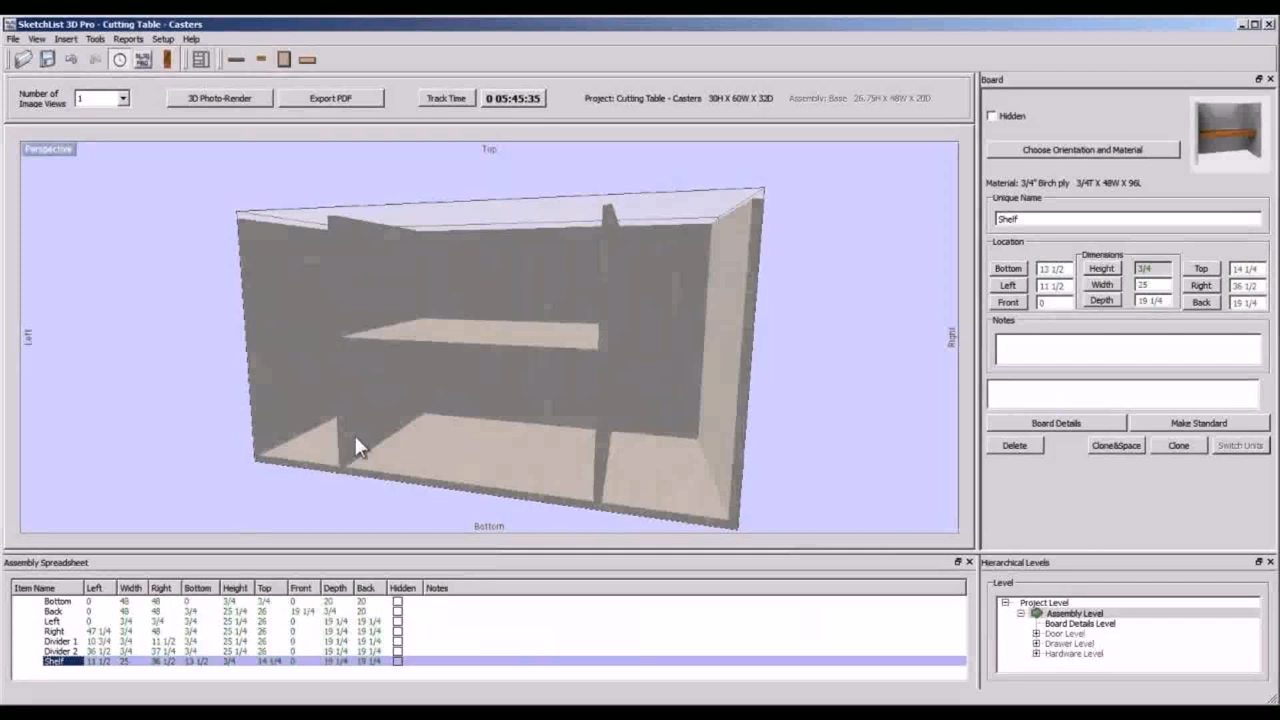 SketchList 3D Pro - Cutting Table - Casters
File View Insert Tools Reports Setup Help
Number of Image Views 1 3D Photo-Render Export PDF Track Time 0 05:45:35 Project: Cutting Table - Casters 30H X 60W X 32D Assembly: Base 26.75H X 48W X 20D
Perspective
Top
Left
Right
Bottom
Board
Hidden
Choose Orientation and Material
Material: 3/4" Birch ply 3/4T X 48W X 96L
Unique Name
Shelf
Location
Dimensions
Bottom 13 1/2 Height 3/4 Top 14 1/4
Left 11 1/2 Width 25 Right 36 1/2
Front 0 Depth 19 1/4 Back 19 1/4
Notes
Board Details Make Standard
Delete Clone&Space Clone Switch Units
Assembly Spreadsheet
Item Name Left Width Right Bottom Height Top Front Depth Back Hidden Notes
Bottom 0 48 48 0 3/4 3/4 0 20 20
Back 0 48 48 3/4 25 1/4 26 19 1/4 3/4 20
Left 0 3/4 3/4 3/4 25 1/4 26 0 19 1/4 19 1/4
Right 47 1/4 3/4 48 3/4 25 1/4 26 0 19 1/4 19 1/4
Divider 1 10 3/4 3/4 11 1/2 3/4 25 1/4 26 0 19 1/4 19 1/4
Divider 2 36 1/2 3/4 37 1/4 3/4 25 1/4 26 0 19 1/4 19 1/4
Shelf 11 1/2 25 36 1/2 13 1/2 3/4 14 1/4 0 19 1/4 19 1/4
Hierarchical Levels
Level
Project Level
Assembly Level
Board Details Level
Door Level
Drawer Level
Hardware Level